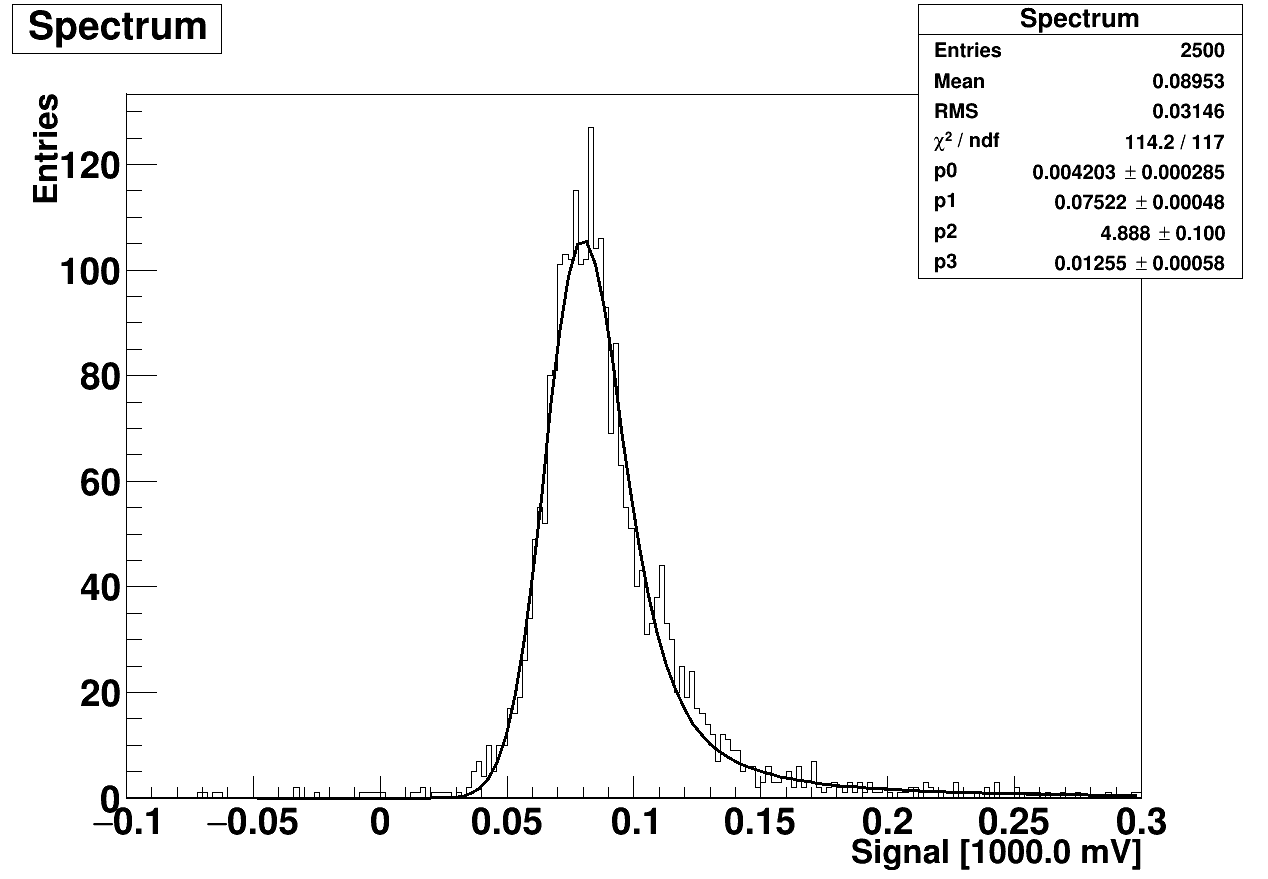 Spectrum
Spectrum
Entries 2500
Mean 0.08953
RMS 0.03146
χ² / ndf 114.2 / 117
p0 0.004203 ± 0.000285
p1 0.07522 ± 0.00048
p2 4.888 ± 0.100
p3 0.01255 ± 0.00058
Entries
120
100
80
60
40
20
0
−0.1 −0.05 0 0.05 0.1 0.15 0.2 0.25 0.3
Signal [1000.0 mV]